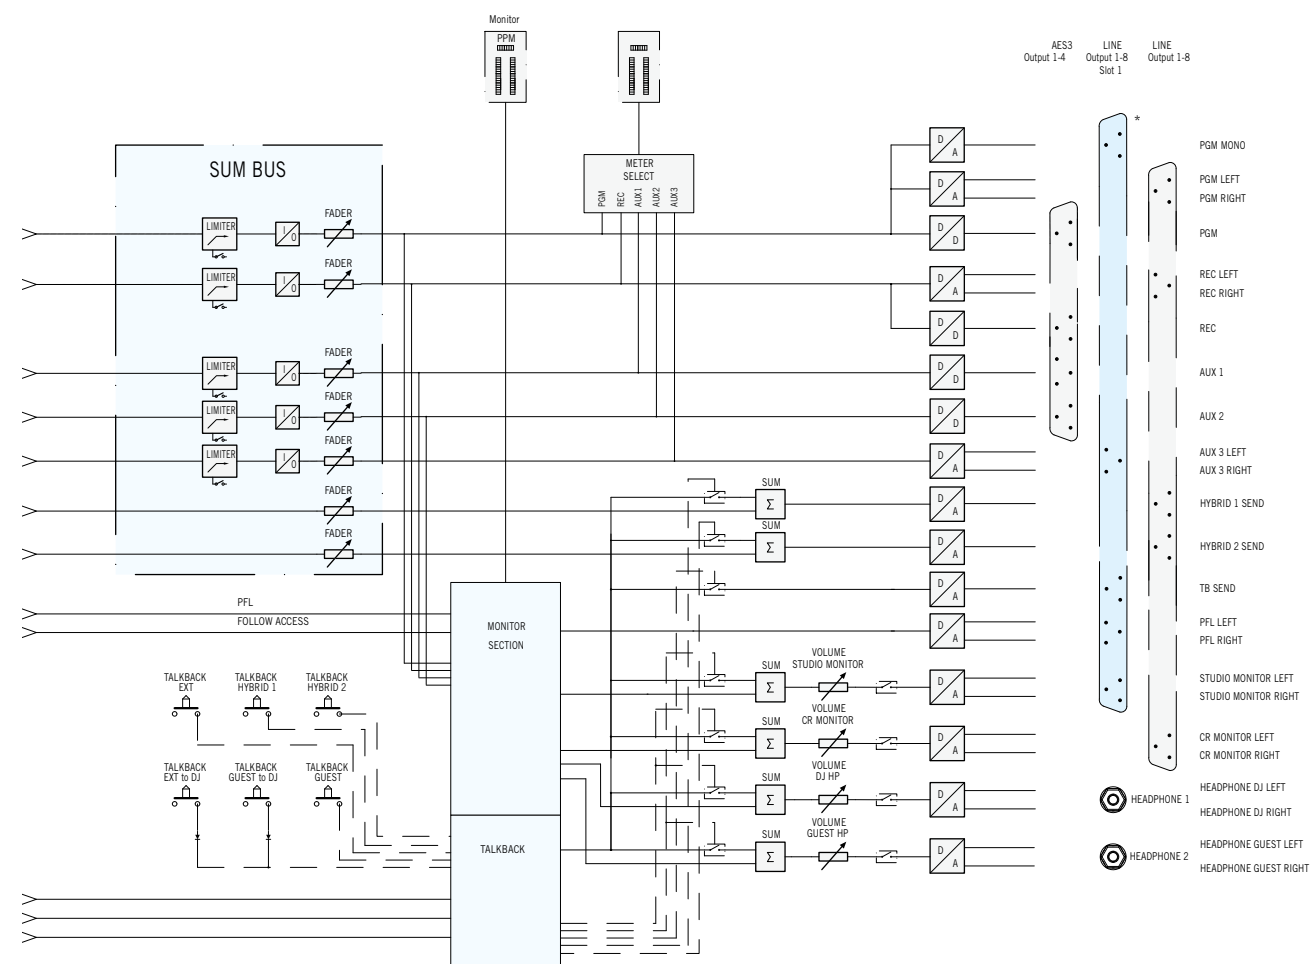 Monitor
PPM
AES3
Output 1-4
LINE
Output 1-8
Slot 1
LINE
Output 1-8
*
SUM BUS
METER
SELECT
PGM
REC
AUX1
AUX2
AUX3
FADER
LIMITER
I
O
FADER
LIMITER
I
O
FADER
LIMITER
I
O
FADER
LIMITER
I
O
FADER
LIMITER
I
O
FADER
FADER
D
A
PGM MONO
D
A
PGM LEFT
PGM RIGHT
D
D
PGM
D
A
REC LEFT
REC RIGHT
D
D
REC
D
D
AUX 1
D
D
AUX 2
D
A
AUX 3 LEFT
AUX 3 RIGHT
SUM
Σ
D
A
HYBRID 1 SEND
SUM
Σ
D
A
HYBRID 2 SEND
D
A
TB SEND
PFL
FOLLOW ACCESS
MONITOR
SECTION
D
A
PFL LEFT
PFL RIGHT
SUM
Σ
VOLUME
STUDIO MONITOR
D
A
STUDIO MONITOR LEFT
STUDIO MONITOR RIGHT
TALKBACK
EXT
TALKBACK
HYBRID 1
TALKBACK
HYBRID 2
SUM
Σ
VOLUME
CR MONITOR
D
A
CR MONITOR LEFT
CR MONITOR RIGHT
TALKBACK
EXT to DJ
TALKBACK
GUEST to DJ
TALKBACK
GUEST
SUM
Σ
VOLUME
DJ HP
D
A
HEADPHONE 1
HEADPHONE DJ LEFT
HEADPHONE DJ RIGHT
TALKBACK
SUM
Σ
VOLUME
GUEST HP
D
A
HEADPHONE 2
HEADPHONE GUEST LEFT
HEADPHONE GUEST RIGHT